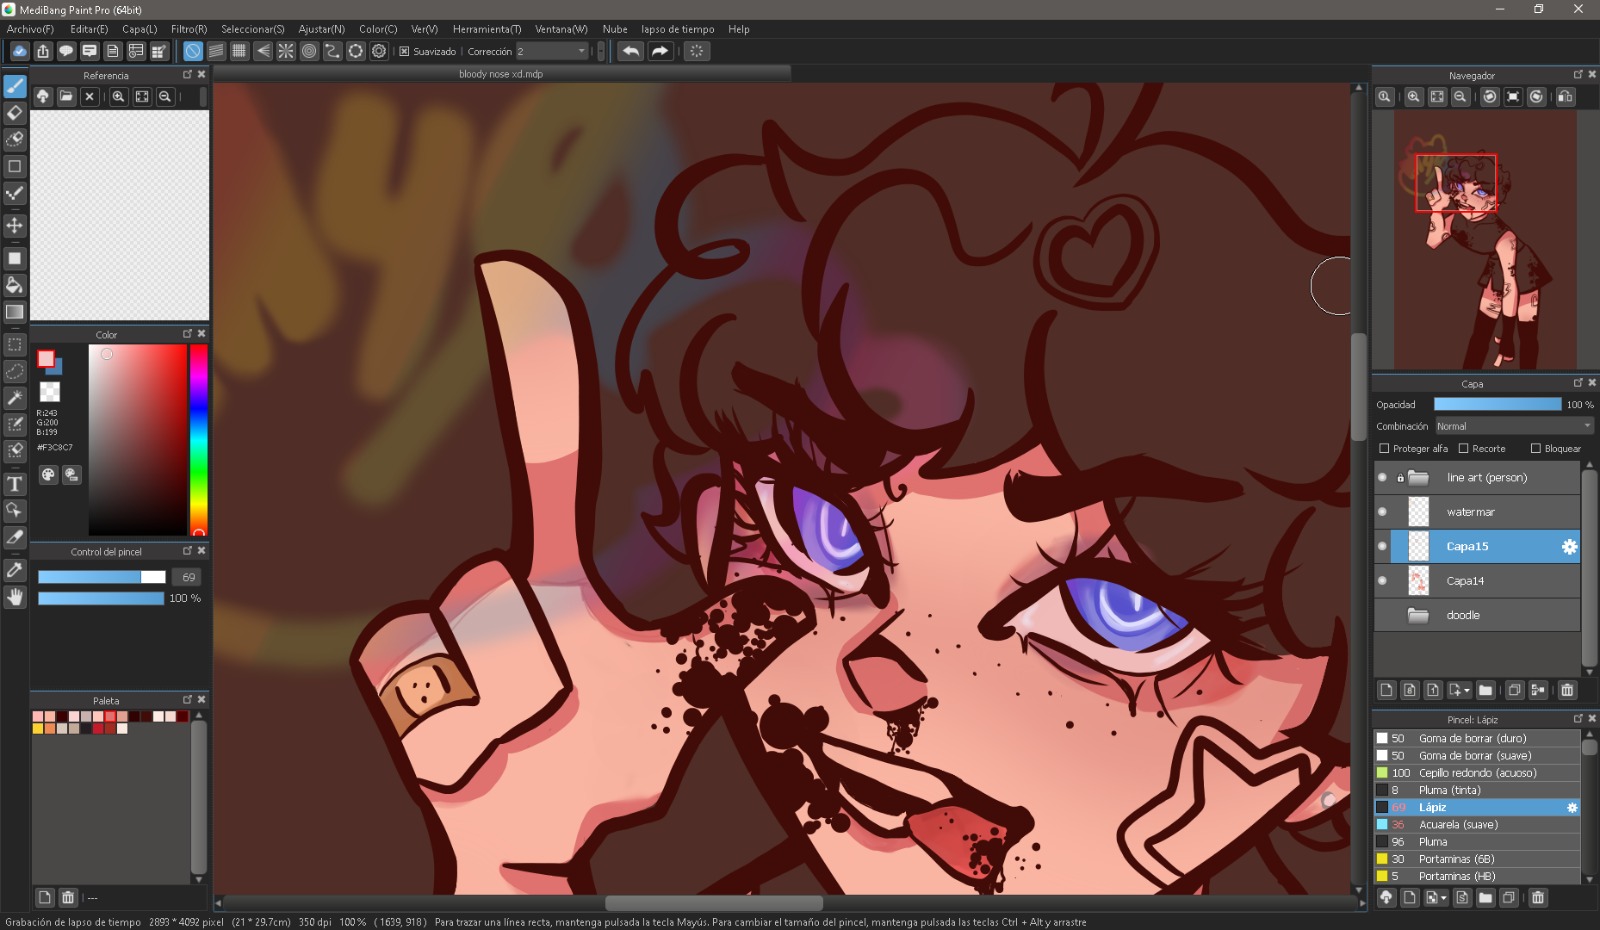 MediBang Paint Pro (64bit)
Archivo(F) Editar(E) Capa(L) Filtro(R) Seleccionar(S) Ajustar(N) Color(C) Ver(V) Herramienta(T) Ventana(W) Nube lapso de tiempo Help
Suavizado Corrección 2
Referencia
bloody nose xd.mdp
Navegador
Color
R:243
G:200
B:199
#F3C8C7
Control del pincel
69
100 %
Paleta
---
Capa
Opacidad 100 %
Combinación Normal
Proteger alfa Recorte Bloquear
line art (person)
watermar
Capa15
Capa14
doodle
Pincel: Lápiz
50 Goma de borrar (duro)
50 Goma de borrar (suave)
100 Cepillo redondo (acuoso)
8 Pluma (tinta)
69 Lápiz
36 Acuarela (suave)
96 Pluma
30 Portaminas (6B)
5 Portaminas (HB)
Grabación de lapso de tiempo 2893 * 4092 pixel (21 * 29.7cm) 350 dpi 100 % ( 1639, 918 ) Para trazar una línea recta, mantenga pulsada la tecla Mayús. Para cambiar el tamaño del pincel, mantenga pulsadas las teclas Ctrl + Alt y arrastre